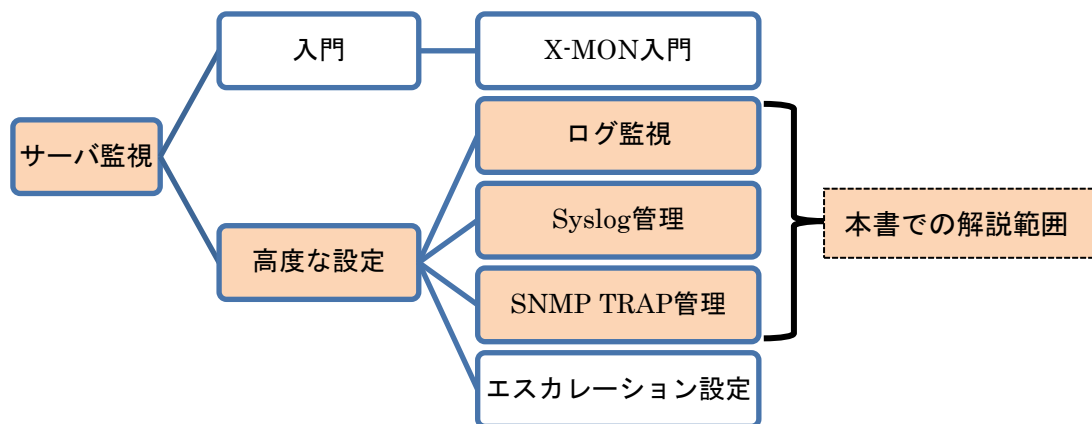 入門
X-MON入門
サーバ監視
ログ監視
Syslog管理
本書での解説範囲
高度な設定
SNMP TRAP管理
エスカレーション設定